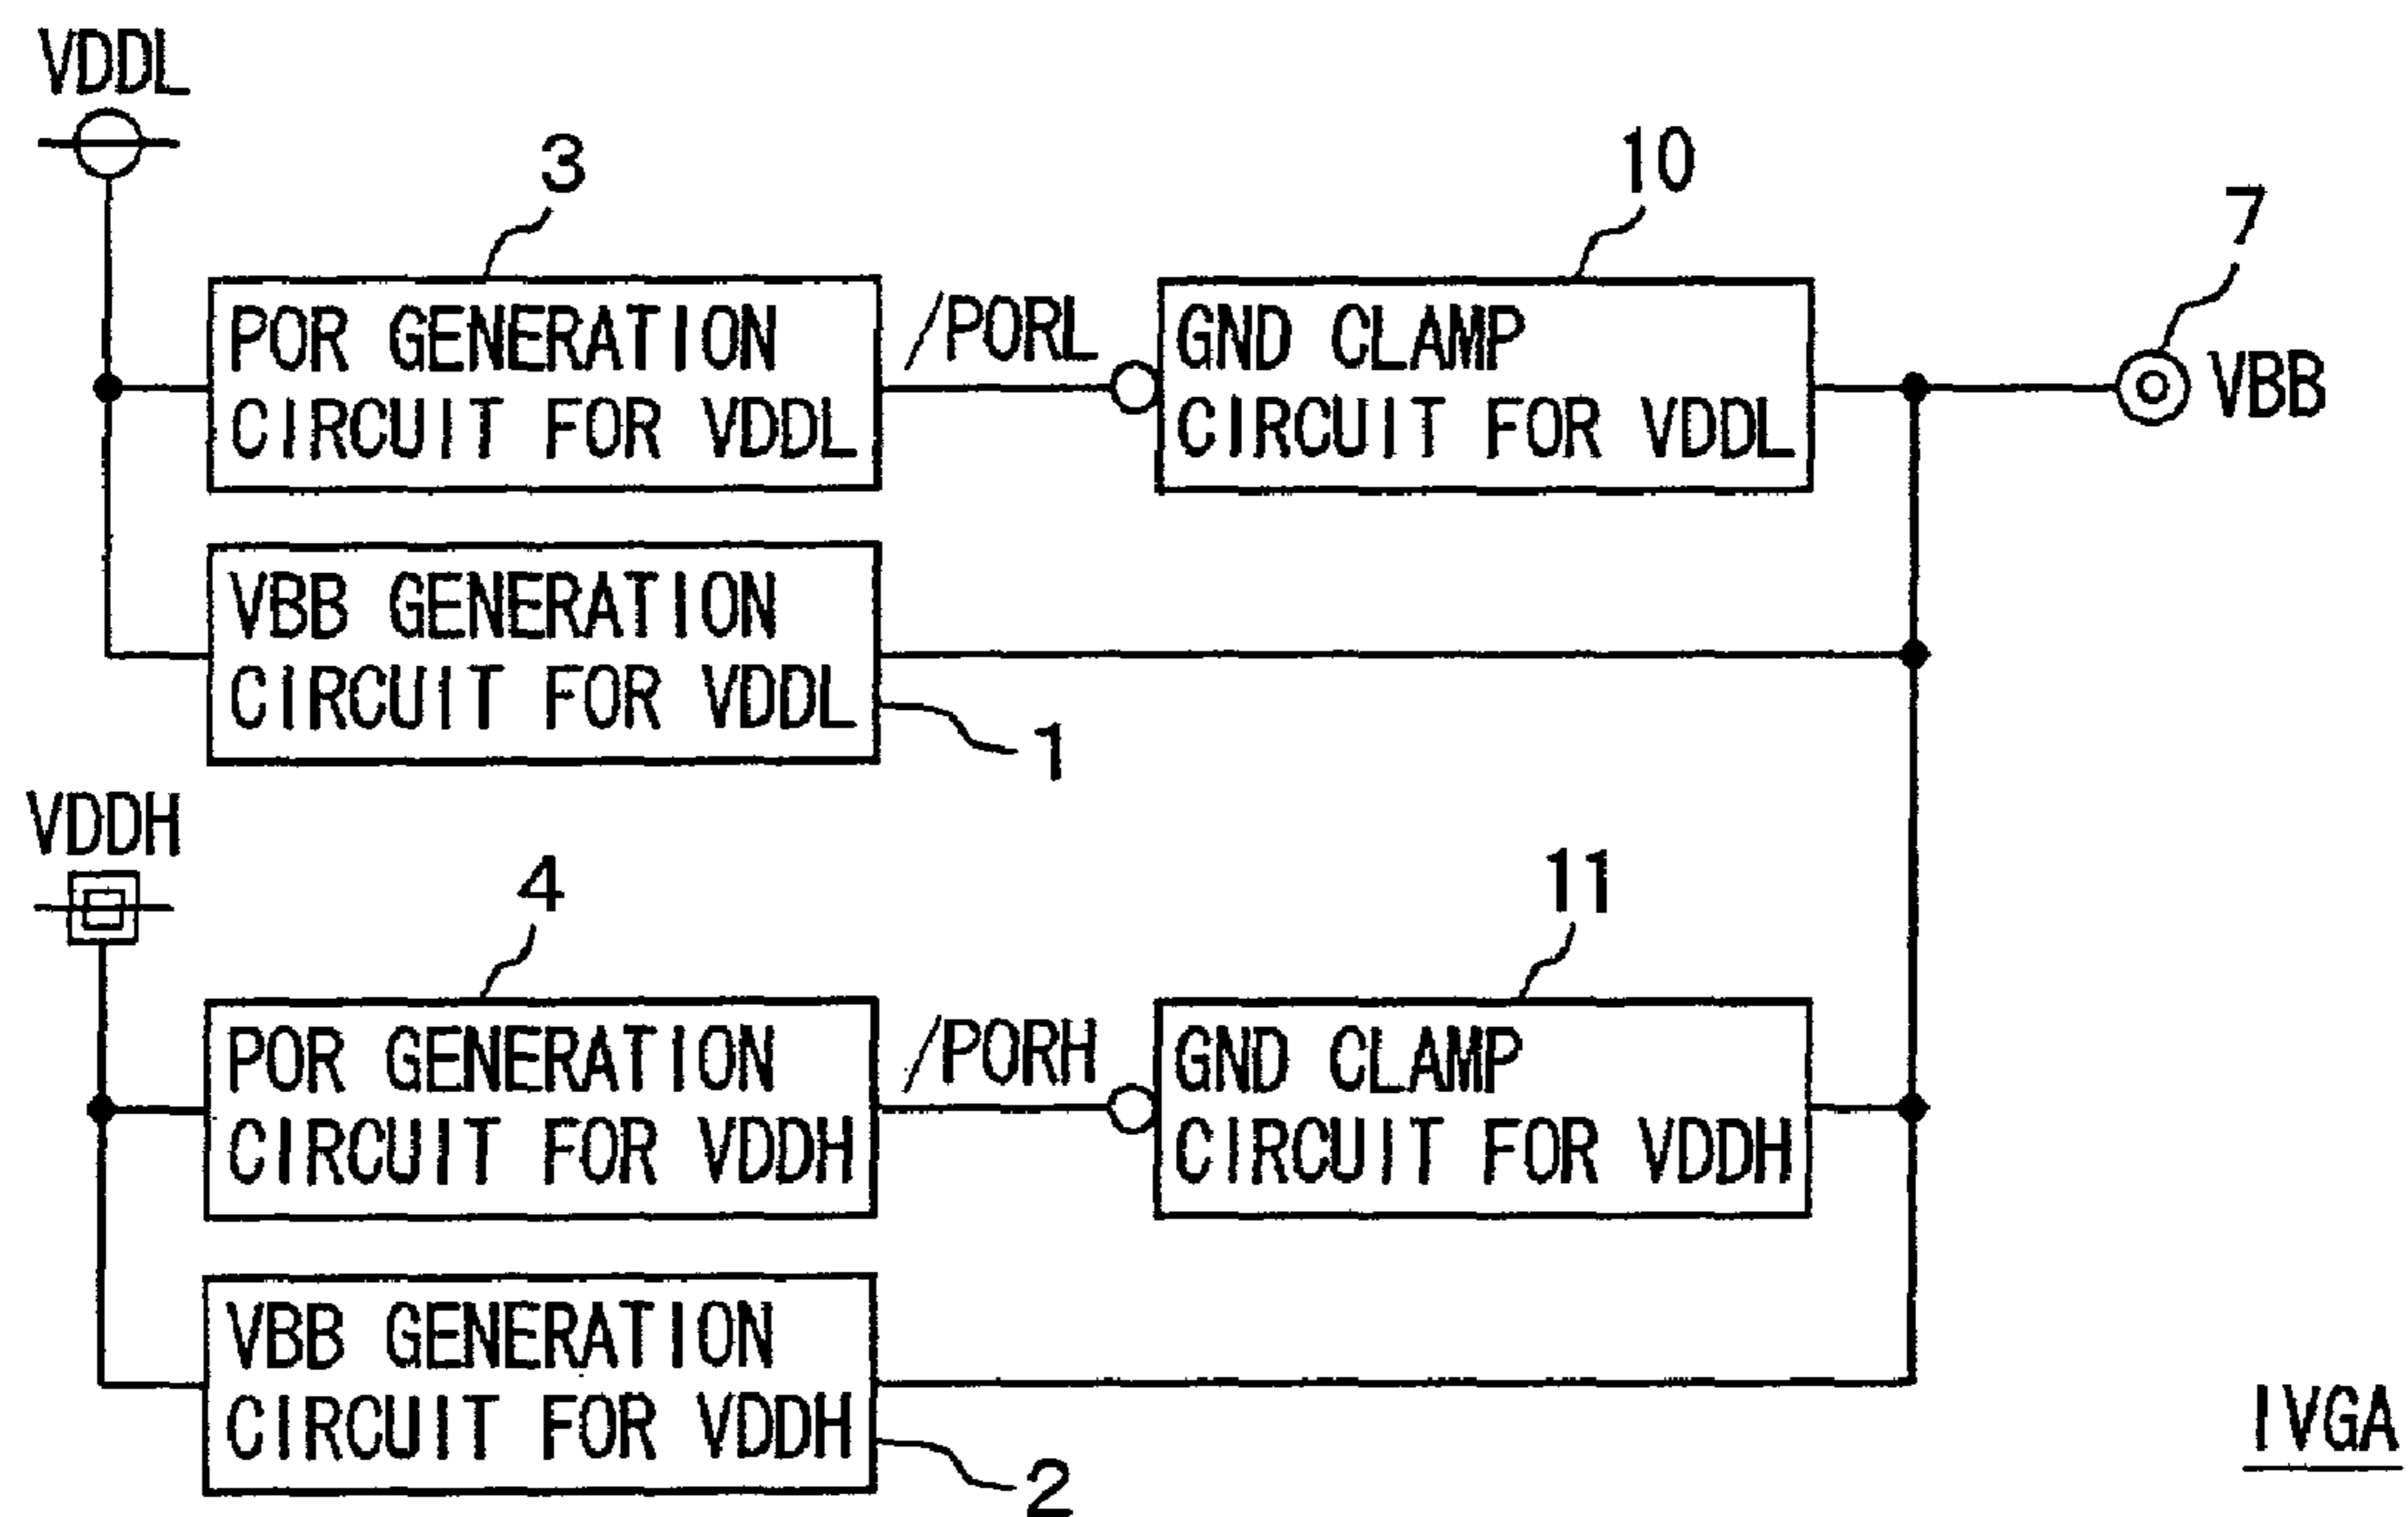 VDDL
3
10
7
POR GENERATION
CIRCUIT FOR VDDL
/PORL
GND CLAMP
CIRCUIT FOR VDDL
VBB
VBB GENERATION
CIRCUIT FOR VDDL
1
VDDH
4
11
POR GENERATION
CIRCUIT FOR VDDH
/PORH
GND CLAMP
CIRCUIT FOR VDDH
VBB GENERATION
CIRCUIT FOR VDDH
2
IVGA